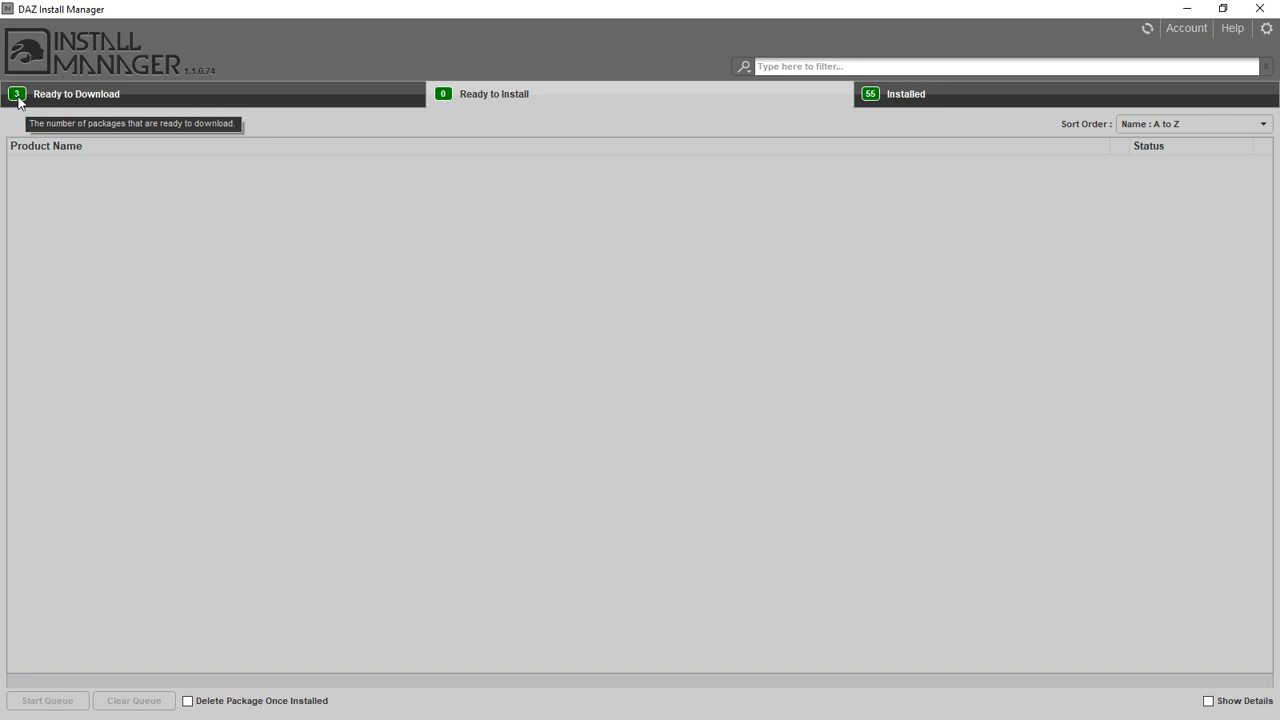 DAZ Install Manager
INSTALL
MANAGER 1.1.0.74
Account
Help
Type here to filter...
X
3 Ready to Download
0 Ready to Install
55 Installed
The number of packages that are ready to download.
Sort Order :
Name : A to Z
Product Name
Status
Start Queue
Clear Queue
Delete Package Once Installed
Show Details